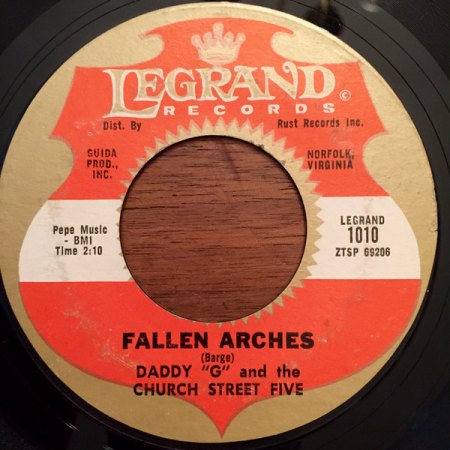 LEGRAND
RECORDS ©
Dist. By Rust Records Inc.
GUIDA
PROD.,
INC.
NORFOLK,
VIRGINIA
Pepe Music
- BMI
Time 2:10
LEGRAND
1010
ZTSP 69206
FALLEN ARCHES
(Barge)
DADDY "G" and the
CHURCH STREET FIVE